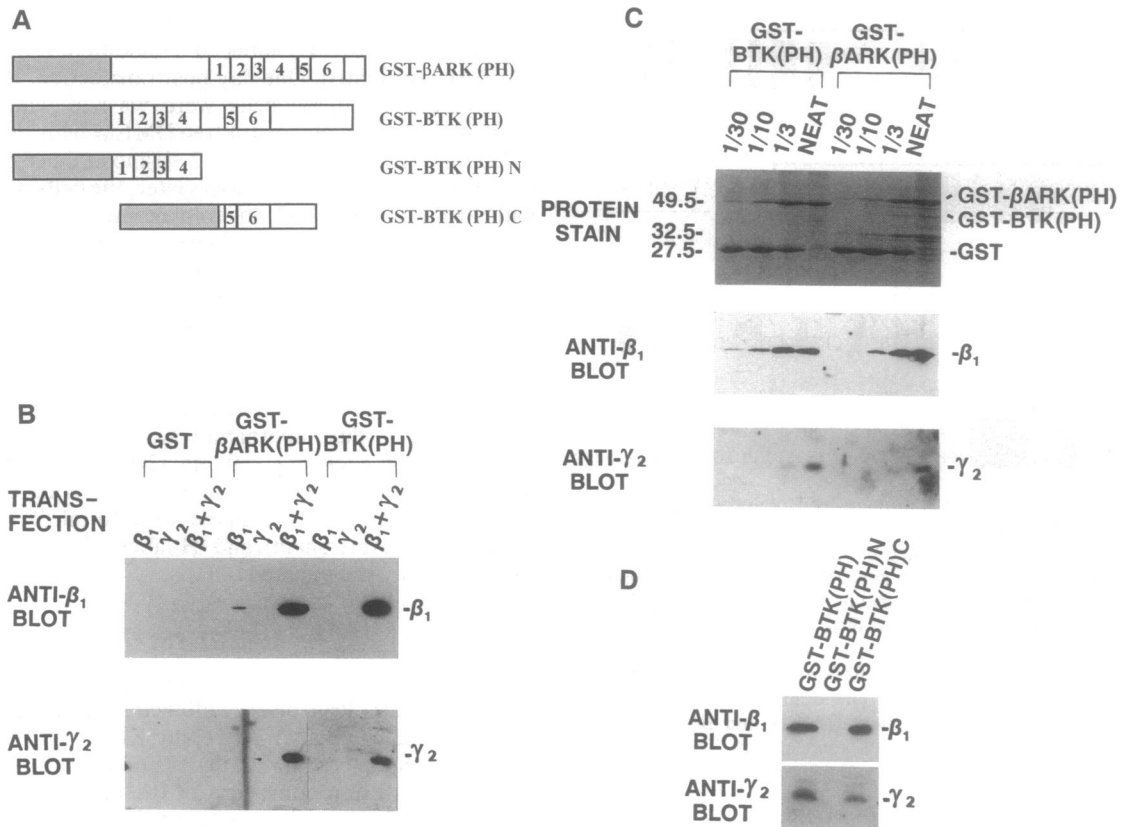 A
1 2 3 4 5 6 GST-βARK (PH)
1 2 3 4 5 6 GST-BTK (PH)
1 2 3 4 GST-BTK (PH) N
5 6 GST-BTK (PH) C
B
GST
GST-
βARK(PH)
GST-
BTK(PH)
TRANS-
FECTION
β₁ γ₂ β₁+γ₂ β₁ γ₂ β₁+γ₂ β₁ γ₂ β₁+γ₂
ANTI-β₁
BLOT
-β₁
ANTI-γ₂
BLOT
-γ₂
C
GST-
BTK(PH)
GST-
βARK(PH)
1/30 1/10 1/3 NEAT 1/30 1/10 1/3 NEAT
PROTEIN
STAIN
49.5-
32.5-
27.5-
GST-βARK(PH)
GST-BTK(PH)
-GST
ANTI-β₁
BLOT
-β₁
ANTI-γ₂
BLOT
-γ₂
D
GST-BTK(PH)
GST-BTK(PH)N
GST-BTK(PH)C
ANTI-β₁
BLOT
-β₁
ANTI-γ₂
BLOT
-γ₂